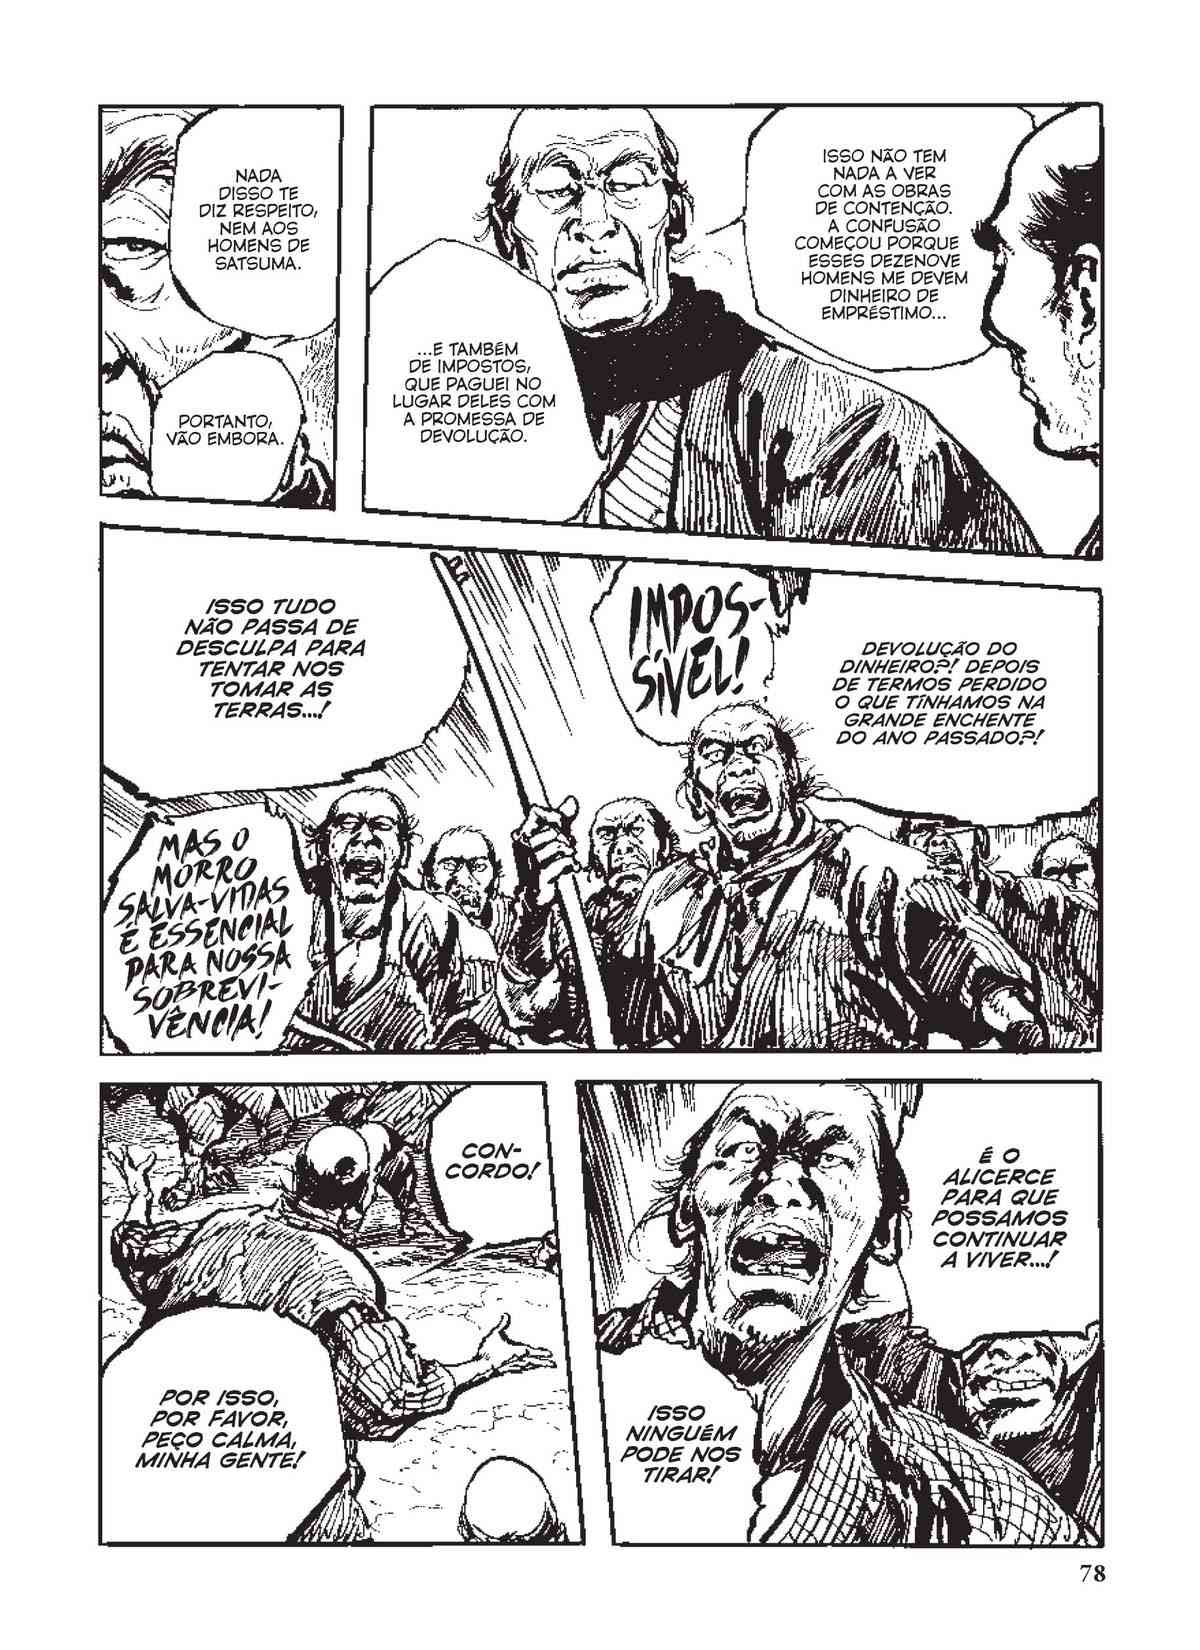 ISSO NÃO TEM
NADA A VER
COM AS OBRAS
DE CONTENÇÃO.
A CONFUSÃO
COMEÇOU PORQUE
ESSES DEZENOVE
HOMENS ME DEVEM
DINHEIRO DE
EMPRÉSTIMO...
...E TAMBÉM
DE IMPOSTOS,
QUE PAGUEI NO
LUGAR DELES COM
A PROMESSA DE
DEVOLUÇÃO.
NADA
DISSO TE
DIZ RESPEITO,
NEM AOS
HOMENS DE
SATSUMA.
PORTANTO,
VÃO EMBORA.
DEVOLUÇÃO DO
DINHEIRO?! DEPOIS
DE TERMOS PERDIDO
O QUE TÍNHAMOS NA
GRANDE ENCHENTE
DO ANO PASSADO?!
IMPOS-
SÍVEL!
ISSO TUDO
NÃO PASSA DE
DESCULPA PARA
TENTAR NOS
TOMAR AS
TERRAS...!
MAS O
MORRO
SALVA-VIDAS
É ESSENCIAL
PARA NOSSA
SOBREVI-
VÊNCIA!
É O
ALICERCE
PARA QUE
POSSAMOS
CONTINUAR
A VIVER...!
ISSO
NINGUÉM
PODE NOS
TIRAR!
CON-
CORDO!
POR ISSO,
POR FAVOR,
PEÇO CALMA,
MINHA GENTE!
78